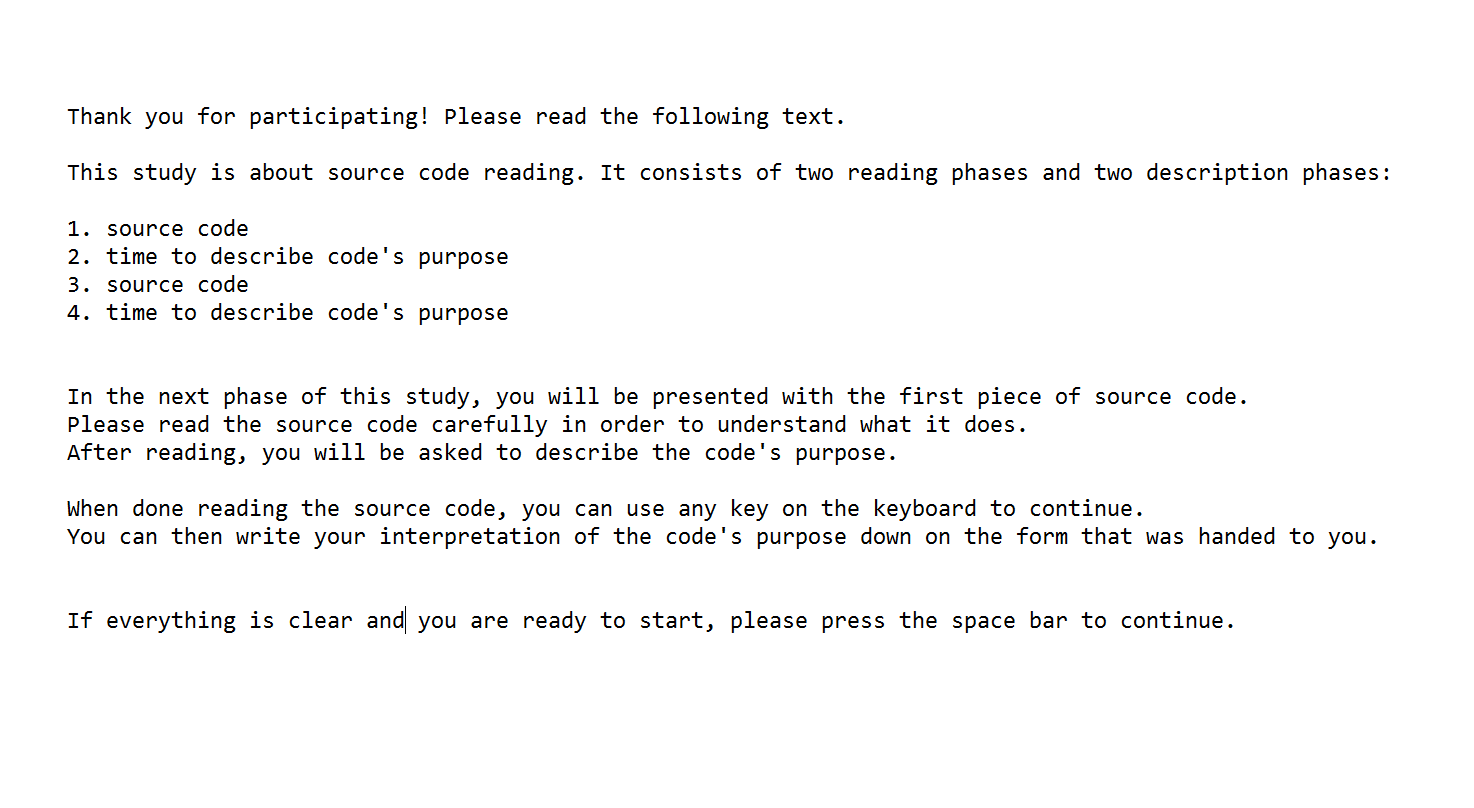 Thank you for participating! Please read the following text.
This study is about source code reading. It consists of two reading phases and two description phases:
1. source code
2. time to describe code's purpose
3. source code
4. time to describe code's purpose
In the next phase of this study, you will be presented with the first piece of source code.
Please read the source code carefully in order to understand what it does.
After reading, you will be asked to describe the code's purpose.
When done reading the source code, you can use any key on the keyboard to continue.
You can then write your interpretation of the code's purpose down on the form that was handed to you.
If everything is clear and you are ready to start, please press the space bar to continue.